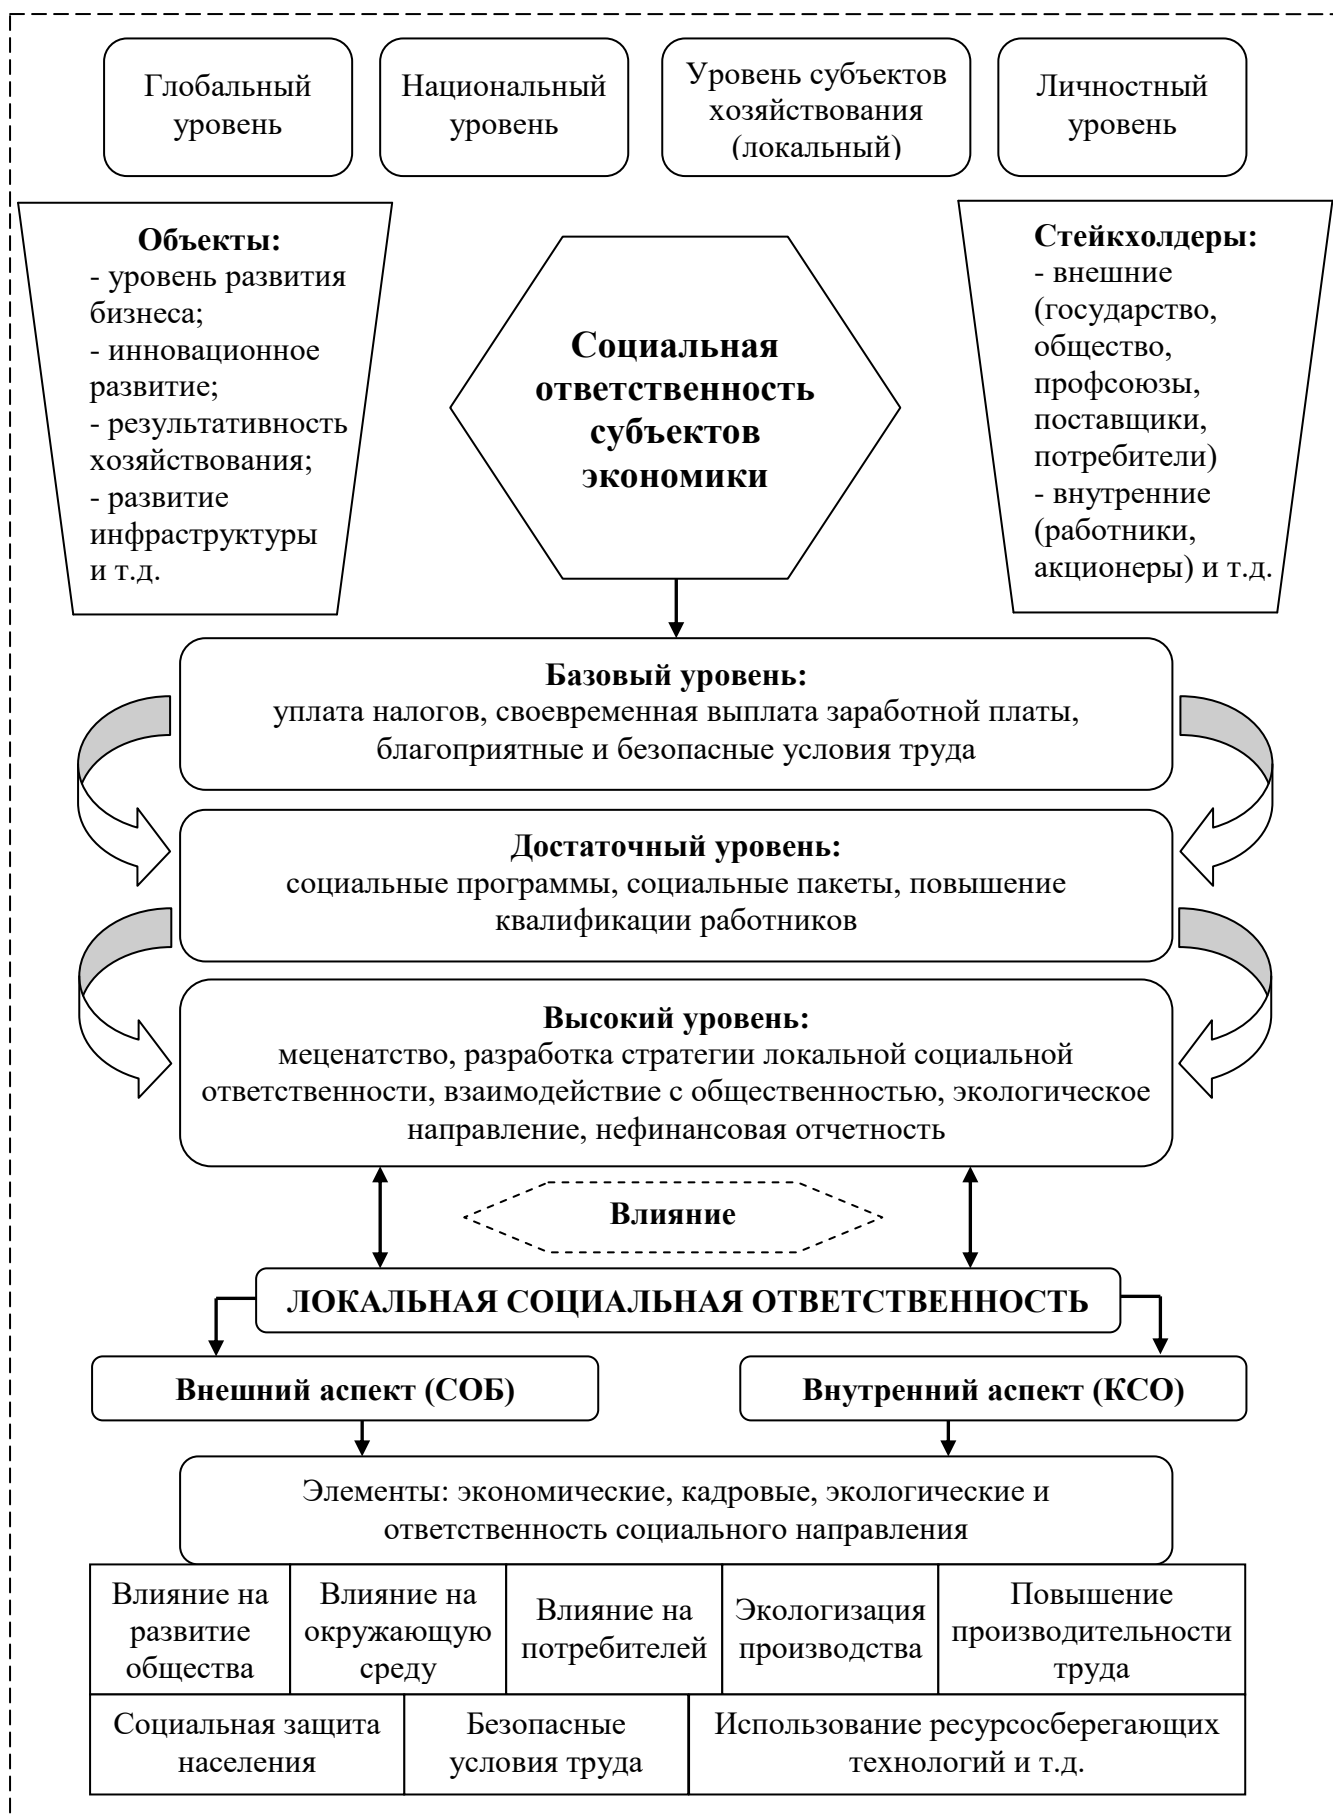 Глобальный
уровень
Национальный
уровень
Уровень субъектов
хозяйствования
(локальный)
Личностный
уровень
Объекты:
- уровень развития
бизнеса;
- инновационное
развитие;
- результативность
хозяйствования;
- развитие
инфраструктуры
и т.д.
Социальная
ответственность
субъектов
экономики
Стейкхолдеры:
- внешние
(государство,
общество,
профсоюзы,
поставщики,
потребители)
- внутренние
(работники,
акционеры) и т.д.
Базовый уровень:
уплата налогов, своевременная выплата заработной платы,
благоприятные и безопасные условия труда
Достаточный уровень:
социальные программы, социальные пакеты, повышение
квалификации работников
Высокий уровень:
меценатство, разработка стратегии локальной социальной
ответственности, взаимодействие с общественностью, экологическое
направление, нефинансовая отчетность
Влияние
ЛОКАЛЬНАЯ СОЦИАЛЬНАЯ ОТВЕТСТВЕННОСТЬ
Внешний аспект (СОБ)
Внутренний аспект (КСО)
Элементы: экономические, кадровые, экологические и
ответственность социального направления
Влияние на
развитие
общества
Влияние на
окружающую
среду
Влияние на
потребителей
Экологизация
производства
Повышение
производительности
труда
Социальная защита
населения
Безопасные
условия труда
Использование ресурсосберегающих
технологий и т.д.